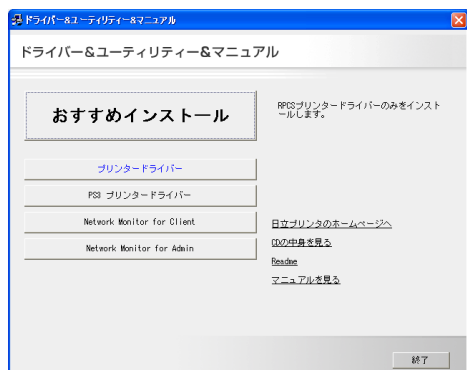 ドライバー&ユーティリティー&マニュアル
ドライバー&ユーティリティー&マニュアル
おすすめインストール
RPCSプリンタードライバーのみをインスト
ールします。
プリンタードライバー
PS3 プリンタードライバー
Network Monitor for Client
Network Monitor for Admin
日立プリンタのホームページへ
CDの中身を見る
Readme
マニュアルを見る
終了